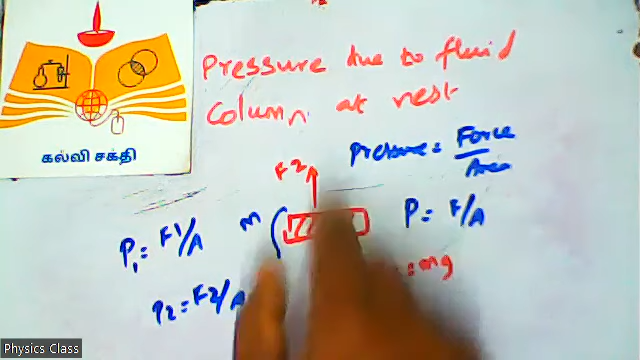 Pressure due to fluid
column at rest
கல்வி சக்தி
Pressure = Force
Area
F2
M
P = F/A
P1 = F1/A
= mg
P2 = F2/A
Physics Class